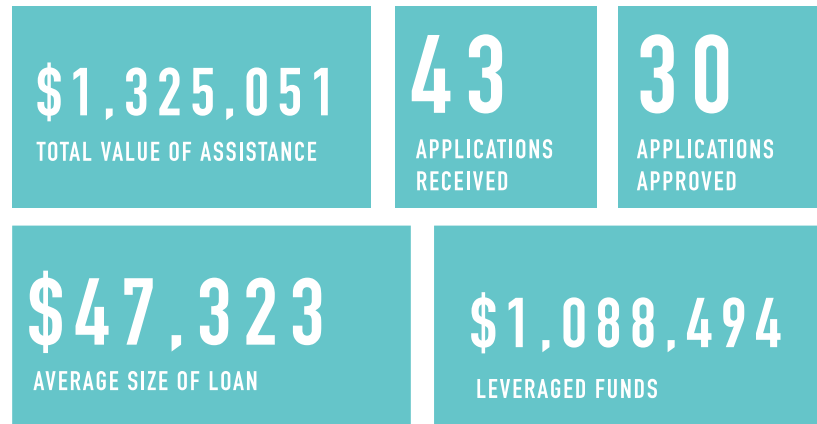 $1,325,051
TOTAL VALUE OF ASSISTANCE
43
APPLICATIONS
RECEIVED
30
APPLICATIONS
APPROVED
$47,323
AVERAGE SIZE OF LOAN
$1,088,494
LEVERAGED FUNDS